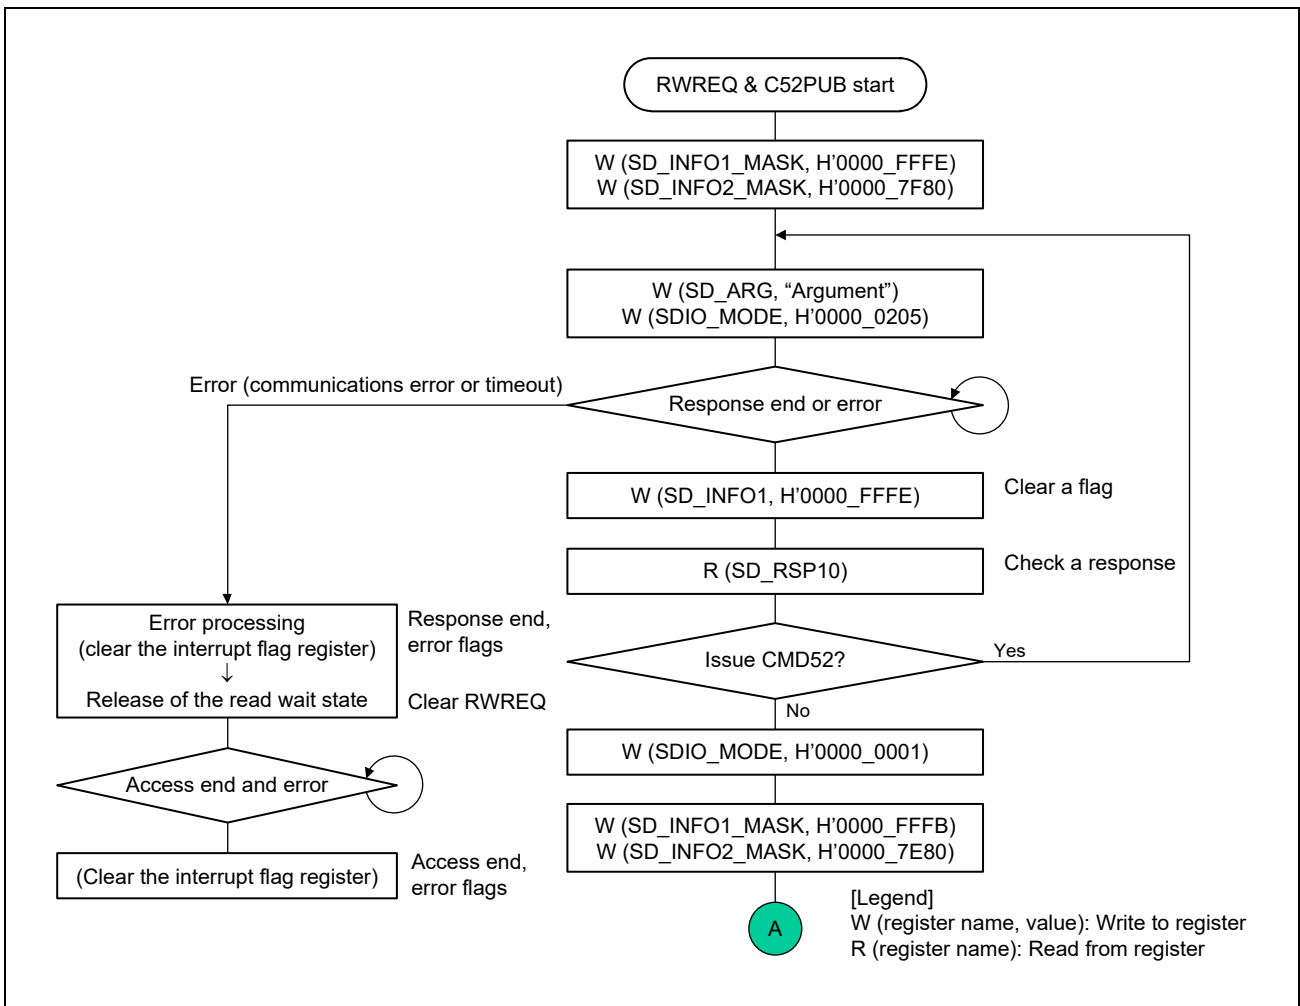 RWREQ & C52PUB start
W (SD_INFO1_MASK, H’0000_FFFE)
W (SD_INFO2_MASK, H’0000_7F80)
W (SD_ARG, “Argument”)
W (SDIO_MODE, H’0000_0205)
Error (communications error or timeout)
Response end or error
W (SD_INFO1, H’0000_FFFE)
Clear a flag
R (SD_RSP10)
Check a response
Error processing
(clear the interrupt flag register)
↓
Release of the read wait state
Response end,
error flags
Clear RWREQ
Issue CMD52?
Yes
No
W (SDIO_MODE, H’0000_0001)
Access end and error
W (SD_INFO1_MASK, H’0000_FFFB)
W (SD_INFO2_MASK, H’0000_7E80)
(Clear the interrupt flag register)
Access end,
error flags
A
[Legend]
W (register name, value): Write to register
R (register name): Read from register